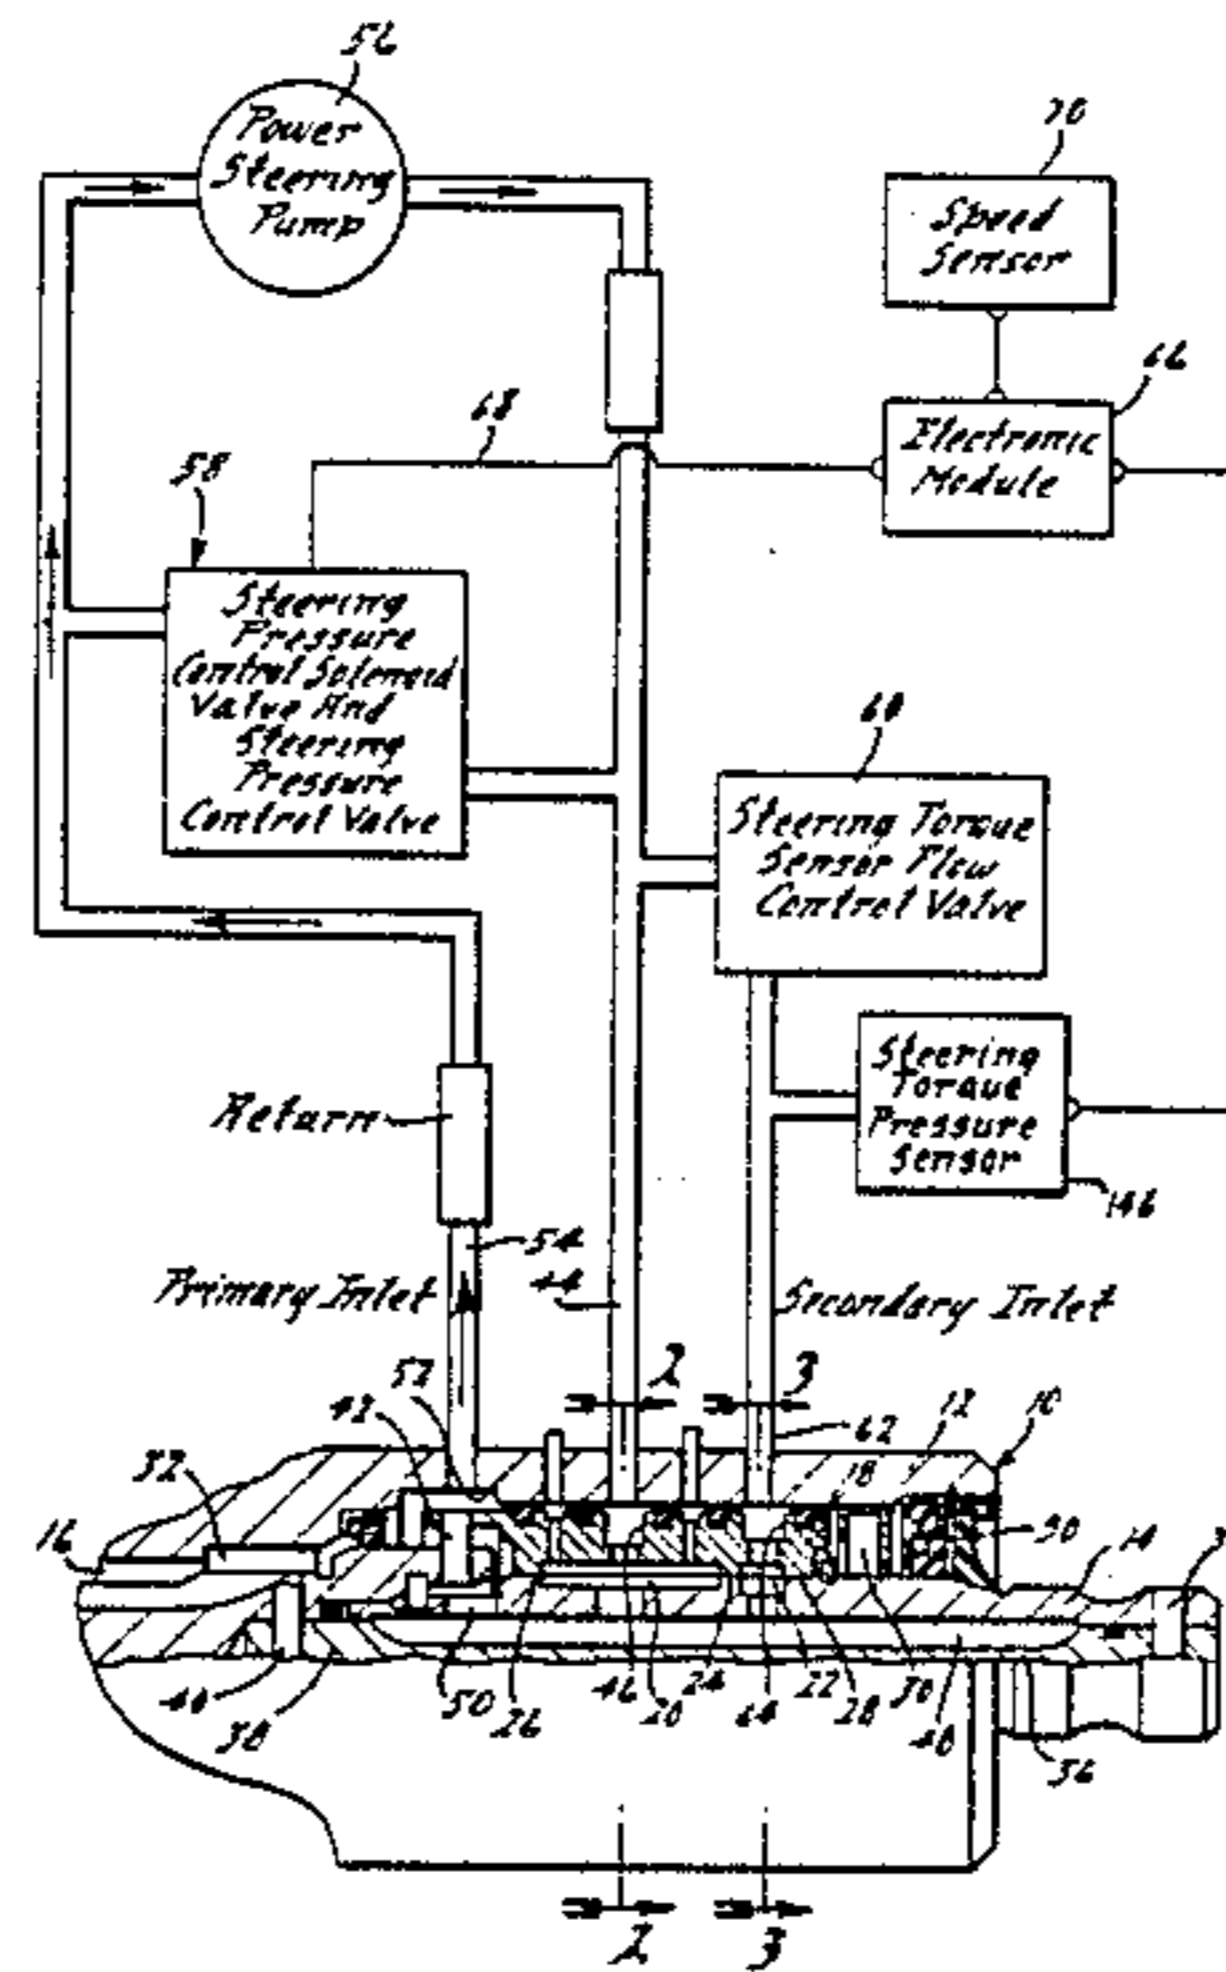 56
Power
Steering
Pump
70
Speed
Sensor
66
Electronic
Module
68
58
Steering
Pressure
Control Solenoid
Valve And
Steering
Pressure
Control Valve
60
Steering Torque
Sensor Flow
Control Valve
Return
Steering
Torque
Pressure
Sensor
146
54
Primary Inlet
44
Secondary Inlet
2
3
52
42
62
12
10
32
18
16
14
50
26
46
20
24
64
22
28
30
48
38
40
36
2
3